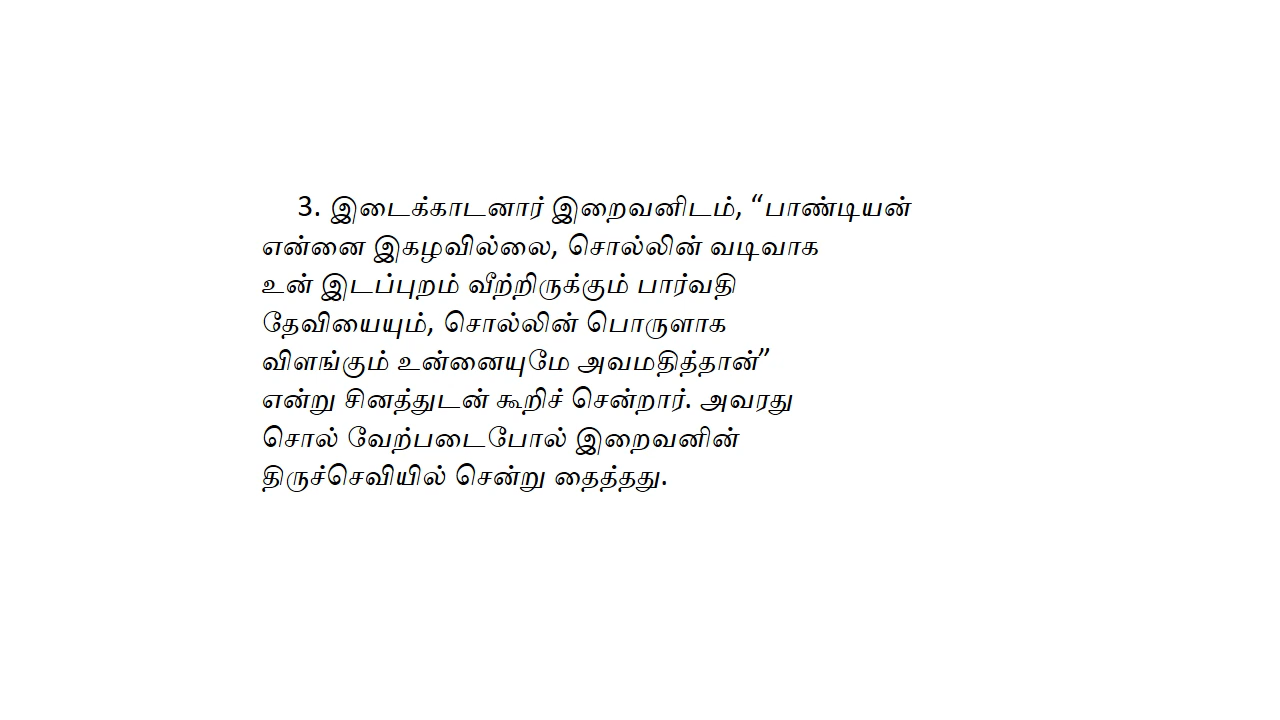 3. இடைக்காடனார் இறைவனிடம், “பாண்டியன்
என்னை இகழவில்லை, சொல்லின் வடிவாக
உன் இடப்புறம் வீற்றிருக்கும் பார்வதி
தேவியையும், சொல்லின் பொருளாக
விளங்கும் உன்னையுமே அவமதித்தான்”
என்று சினத்துடன் கூறிச் சென்றார். அவரது
சொல் வேற்படைபோல் இறைவனின்
திருச்செவியில் சென்று தைத்தது.